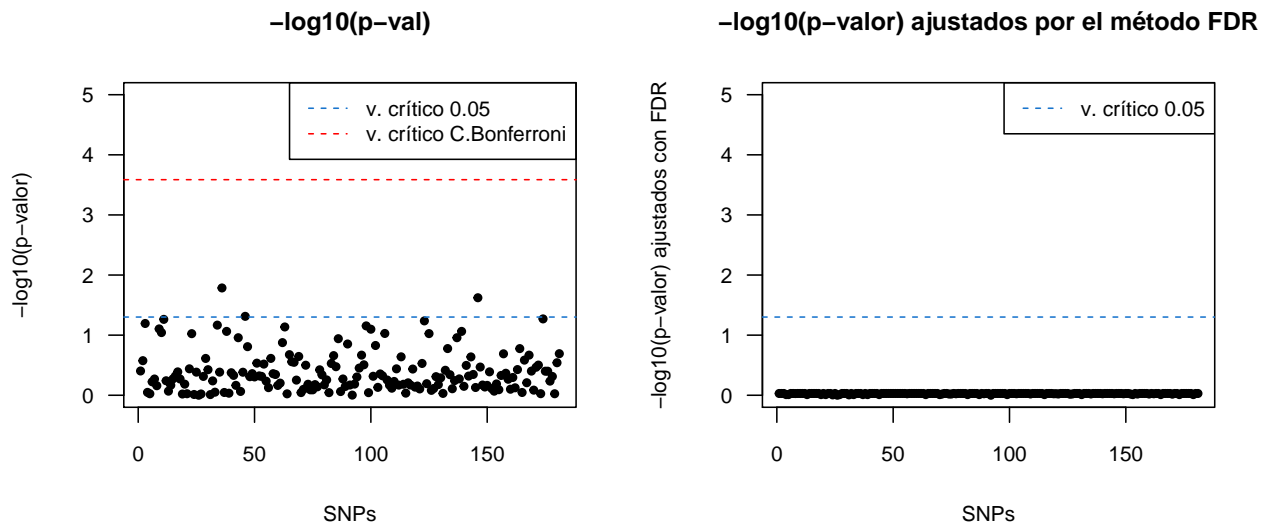 −log10(p−val)
−log10(p−valor)
5
4
3
2
1
0
v. crítico 0.05
v. crítico C.Bonferroni
0
50
100
150
SNPs
−log10(p−valor) ajustados por el método FDR
−log10(p−valor) ajustados con FDR
5
4
3
2
1
0
v. crítico 0.05
0
50
100
150
SNPs